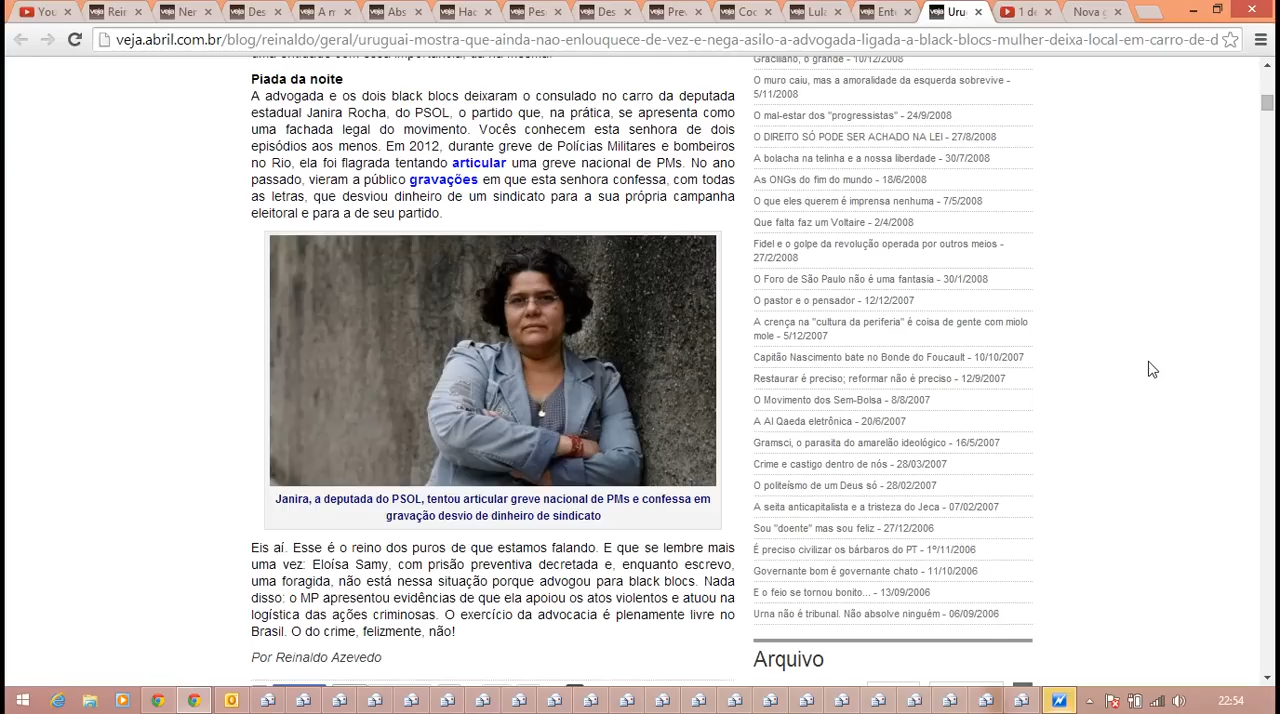 You
Rein
Ner
Des
A n
Abs
Hac
Pes
Des
Prev
Coo
Lula
Ente
Uru
1 de
Nova g
veja.abril.com.br/blog/reinaldo/geral/uruguai-mostra-que-ainda-nao-enlouquece-de-vez-e-nega-asilo-a-advogada-ligada-a-black-blocs-mulher-deixa-local-em-carro-de-d
Piada da noite
A advogada e os dois black blocs deixaram o consulado no carro da deputada
estadual Janira Rocha, do PSOL, o partido que, na prática, se apresenta como
uma fachada legal do movimento. Vocês conhecem esta senhora de dois
episódios aos menos. Em 2012, durante greve de Polícias Militares e bombeiros
no Rio, ela foi flagrada tentando articular uma greve nacional de PMs. No ano
passado, vieram a público gravações em que esta senhora confessa, com todas
as letras, que desviou dinheiro de um sindicato para a sua própria campanha
eleitoral e para a de seu partido.
Janira, a deputada do PSOL, tentou articular greve nacional de PMs e confessa em
gravação desvio de dinheiro de sindicato
Eis aí. Esse é o reino dos puros de que estamos falando. E que se lembre mais
uma vez: Eloísa Samy, com prisão preventiva decretada e, enquanto escrevo,
uma foragida, não está nessa situação porque advogou para black blocs. Nada
disso: o MP apresentou evidências de que ela apoiou os atos violentos e atuou na
logística das ações criminosas. O exercício da advocacia é plenamente livre no
Brasil. O do crime, felizmente, não!
Por Reinaldo Azevedo
Graciliano, o grande - 10/12/2008
O muro caiu, mas a amoralidade da esquerda sobrevive -
5/11/2008
O mal-estar dos "progressistas" - 24/9/2008
O DIREITO SÓ PODE SER ACHADO NA LEI - 27/8/2008
A bolacha na telinha e a nossa liberdade - 30/7/2008
As ONGs do fim do mundo - 18/6/2008
O que eles querem é imprensa nenhuma - 7/5/2008
Que falta faz um Voltaire - 2/4/2008
Fidel e o golpe da revolução operada por outros meios -
27/2/2008
O Foro de São Paulo não é uma fantasia - 30/1/2008
O pastor e o pensador - 12/12/2007
A crença na "cultura da periferia" é coisa de gente com miolo
mole - 5/12/2007
Capitão Nascimento bate no Bonde do Foucault - 10/10/2007
Restaurar é preciso; reformar não é preciso - 12/9/2007
O Movimento dos Sem-Bolsa - 8/8/2007
A Al Qaeda eletrônica - 20/6/2007
Gramsci, o parasita do amarelão ideológico - 16/5/2007
Crime e castigo dentro de nós - 28/03/2007
O politeísmo de um Deus só - 28/02/2007
A seita anticapitalista e a tristeza do Jeca - 07/02/2007
Sou "doente" mas sou feliz - 27/12/2006
É preciso civilizar os bárbaros do PT - 1º/11/2006
Governante bom é governante chato - 11/10/2006
E o feio se tornou bonito... - 13/09/2006
Urna não é tribunal. Não absolve ninguém - 06/09/2006
Arquivo
22:54